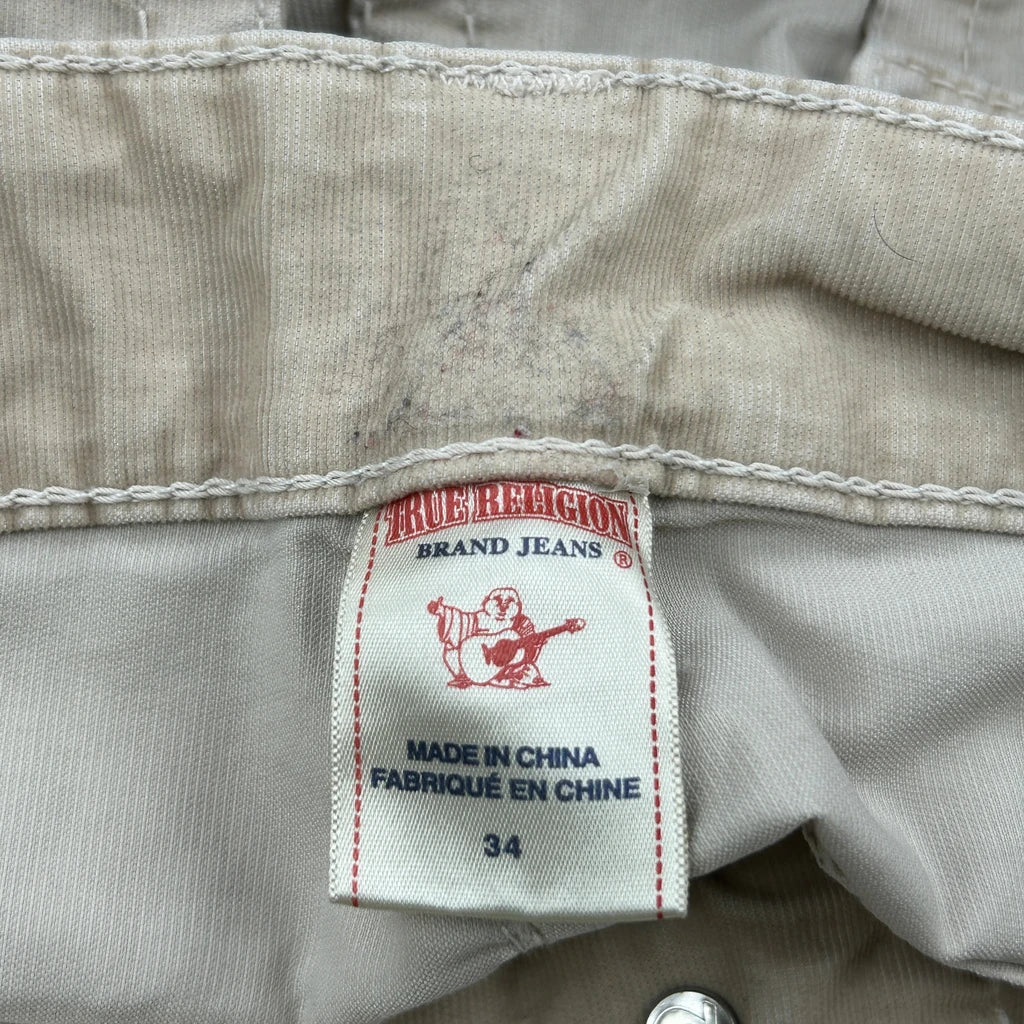 TRUE RELIGION
BRAND JEANS ®
MADE IN CHINA
FABRIQUÉ EN CHINE
34